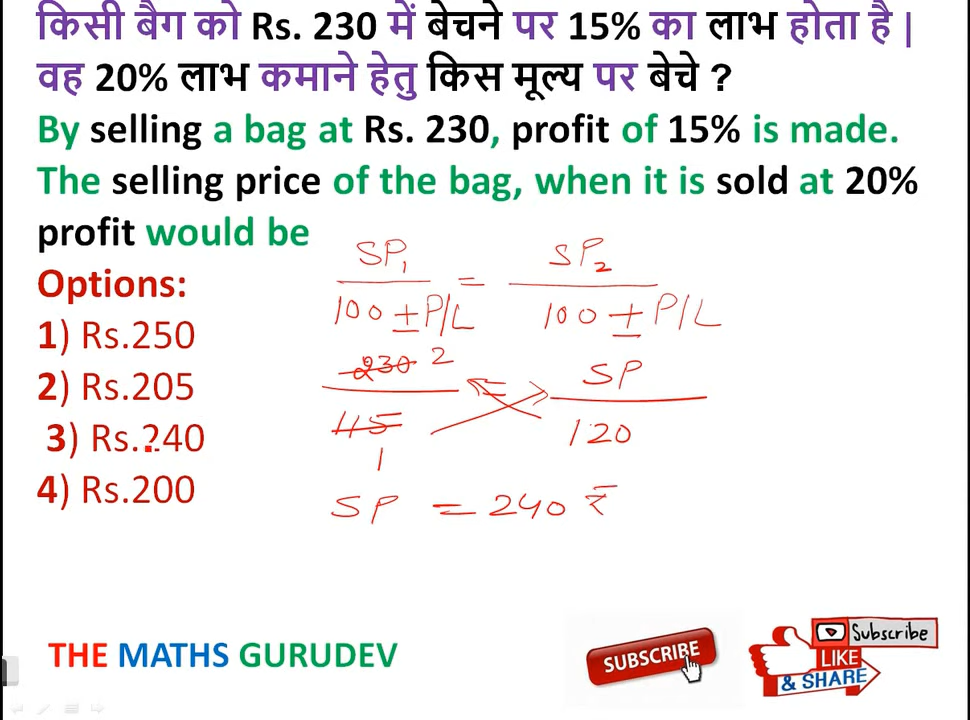 किसी बैग को Rs. 230 में बेचने पर 15% का लाभ होता है |
वह 20% लाभ कमाने हेतु किस मूल्य पर बेचे ?
By selling a bag at Rs. 230, profit of 15% is made.
The selling price of the bag, when it is sold at 20%
profit would be
Options:
1) Rs.250
2) Rs.205
3) Rs.240
4) Rs.200
SP₁ = SP₂
100 ± P/L 100 ± P/L
230 2 = SP
115 120
1
SP = 240 ₹
THE MATHS GURUDEV
SUBSCRIBE
Subscribe
LIKE
& SHARE